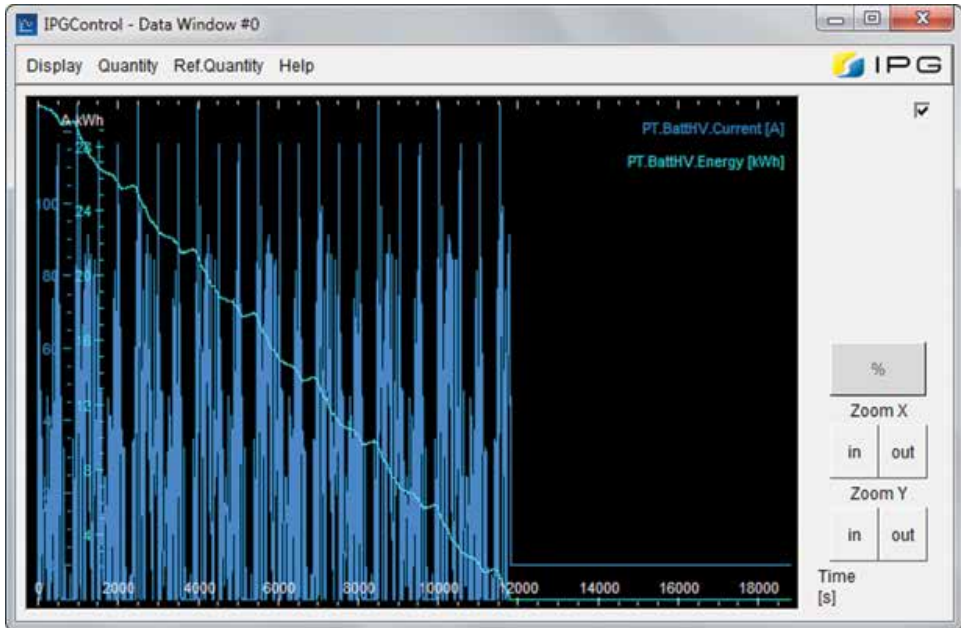 IPGControl - Data Window #0
Display Quantity Ref.Quantity Help
IPG
A kWh
PT.BattHV.Current [A]
PT.BattHV.Energy [kWh]
28
100
24
80
20
60
16
12
8
4
0 2000 4000 6000 8000 10000 12000 14000 16000 18000
%
Zoom X
in out
Zoom Y
in out
Time
[s]